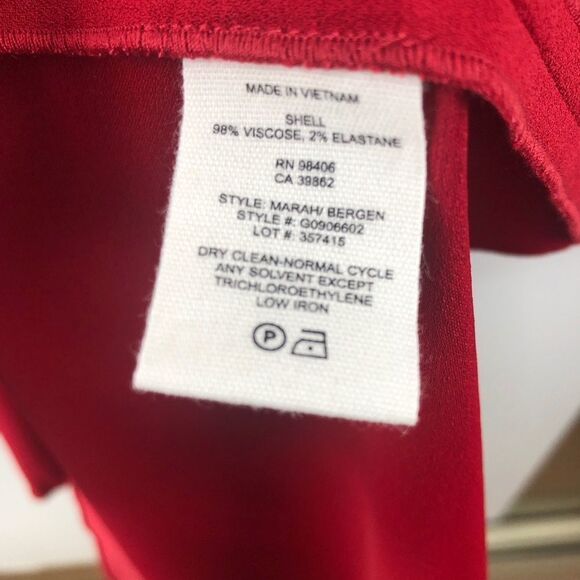 MADE IN VIETNAM
SHELL
98% VISCOSE, 2% ELASTANE
RN 98406
CA 39862
STYLE: MARAH/ BERGEN
STYLE #: G0906602
LOT #: 357415
DRY CLEAN-NORMAL CYCLE
ANY SOLVENT EXCEPT
TRICHLOROETHYLENE
LOW IRON
P